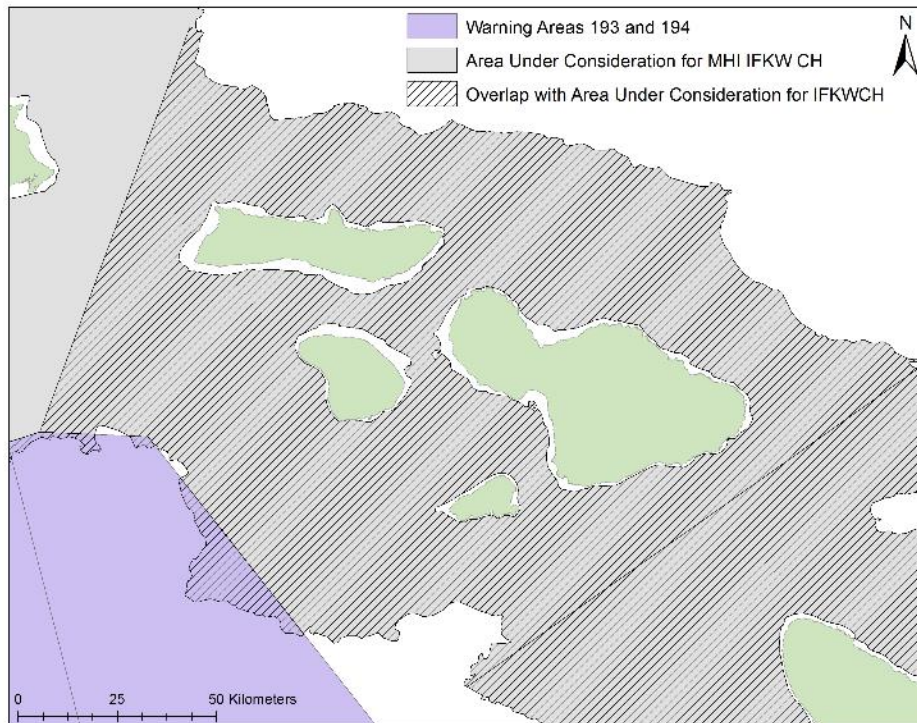 Warning Areas 193 and 194
Area Under Consideration for MHI IFKW CH
Overlap with Area Under Consideration for IFKWCH
N
0 25 50 Kilometers